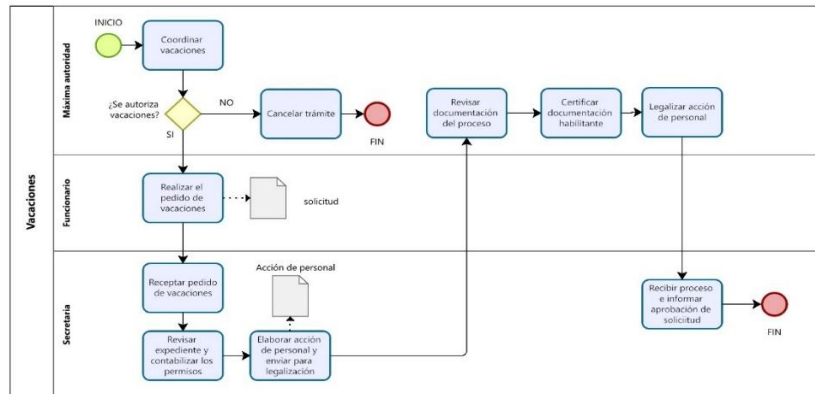 Vacaciones
Máxima autoridad
INICIO
Coordinar
vacaciones
¿Se autoriza
vacaciones?
NO
SI
Cancelar trámite
FIN
Revisar
documentación
del proceso
Certificar
documentación
habilitante
Legalizar acción
de personal
Funcionario
Realizar el
pedido de
vacaciones
solicitud
Secretaria
Receptar pedido
de vacaciones
Revisar
expediente y
contabilizar los
permisos
Acción de personal
Elaborar acción
de personal y
enviar para
legalización
Recibir proceso
e informar
aprobación de
solicitud
FIN